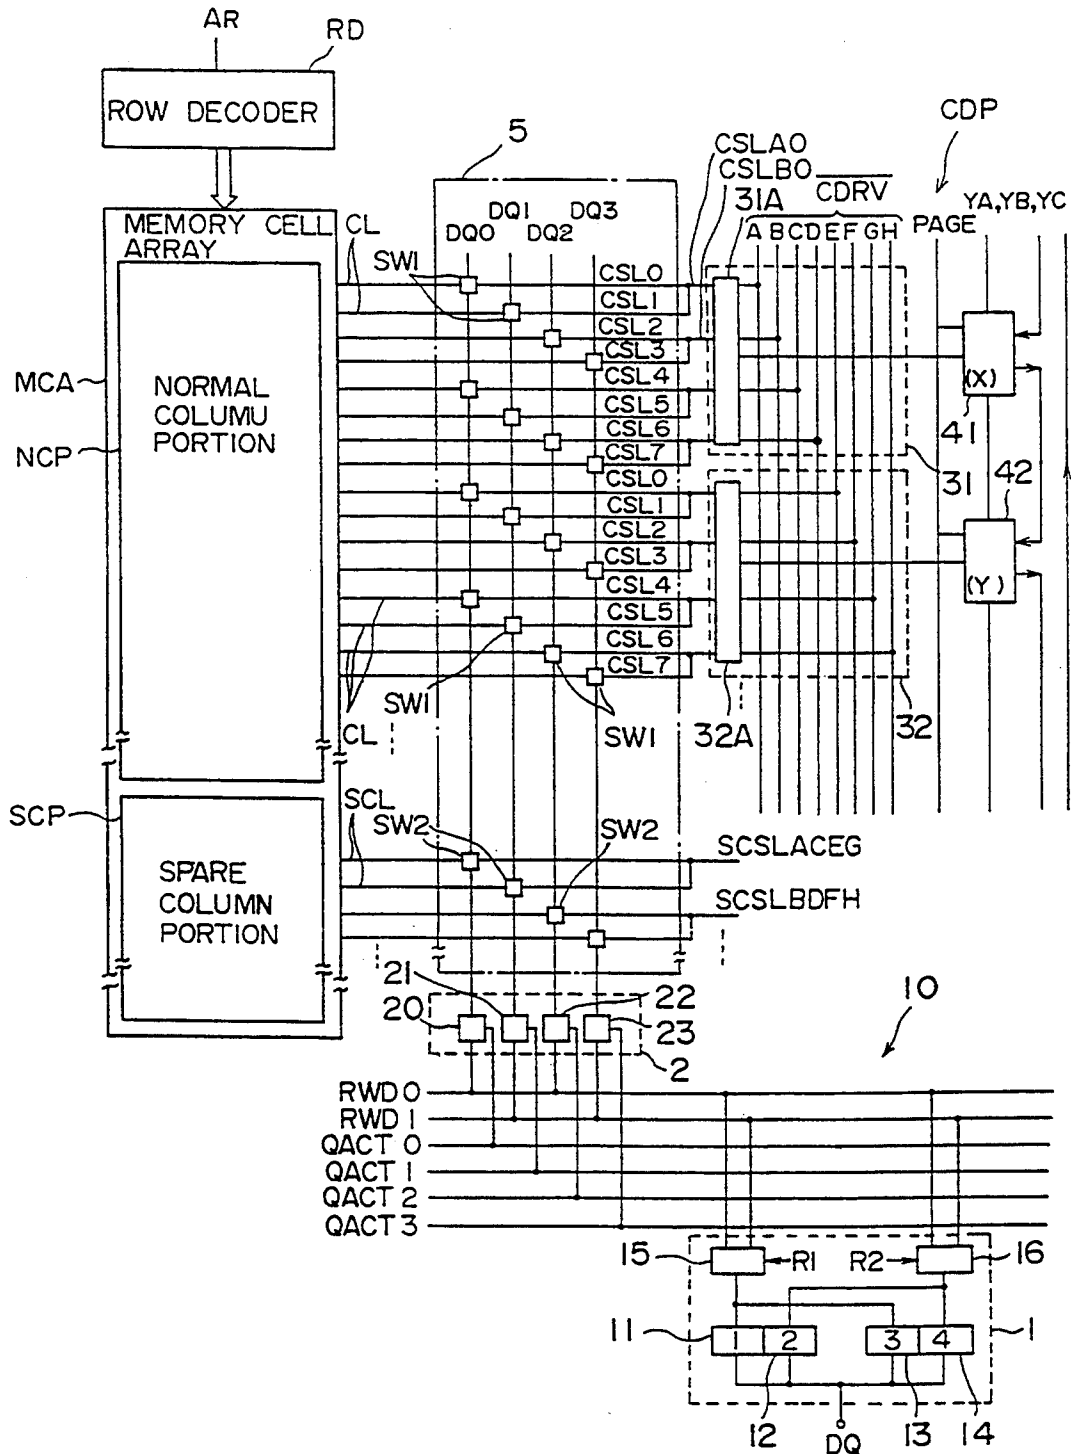 AR
RD
ROW DECODER
5
CSLA0
CSLB0
CDRV
31A
CDP
YA,YB,YC
A B C D E F G H
PAGE
MEMORY CELL
ARRAY
CL
DQ0
DQ1
DQ2
DQ3
SW1
CSL0
CSL1
CSL2
CSL3
CSL4
CSL5
CSL6
CSL7
MCA
NCP
NORMAL
COLUMU
PORTION
(X)
41
31
42
CSL0
CSL1
CSL2
CSL3
CSL4
CSL5
CSL6
CSL7
(Y)
CL
SW1
SW1
32A
32
SCP
SCL
SW2
SW2
SCSLACEG
SCSLBDFH
SPARE
COLUMN
PORTION
21
20
22
23
2
10
RWD0
RWD1
QACT 0
QACT 1
QACT 2
QACT 3
15
R1
R2
16
11
1
2
3
4
1
12
DQ
13
14